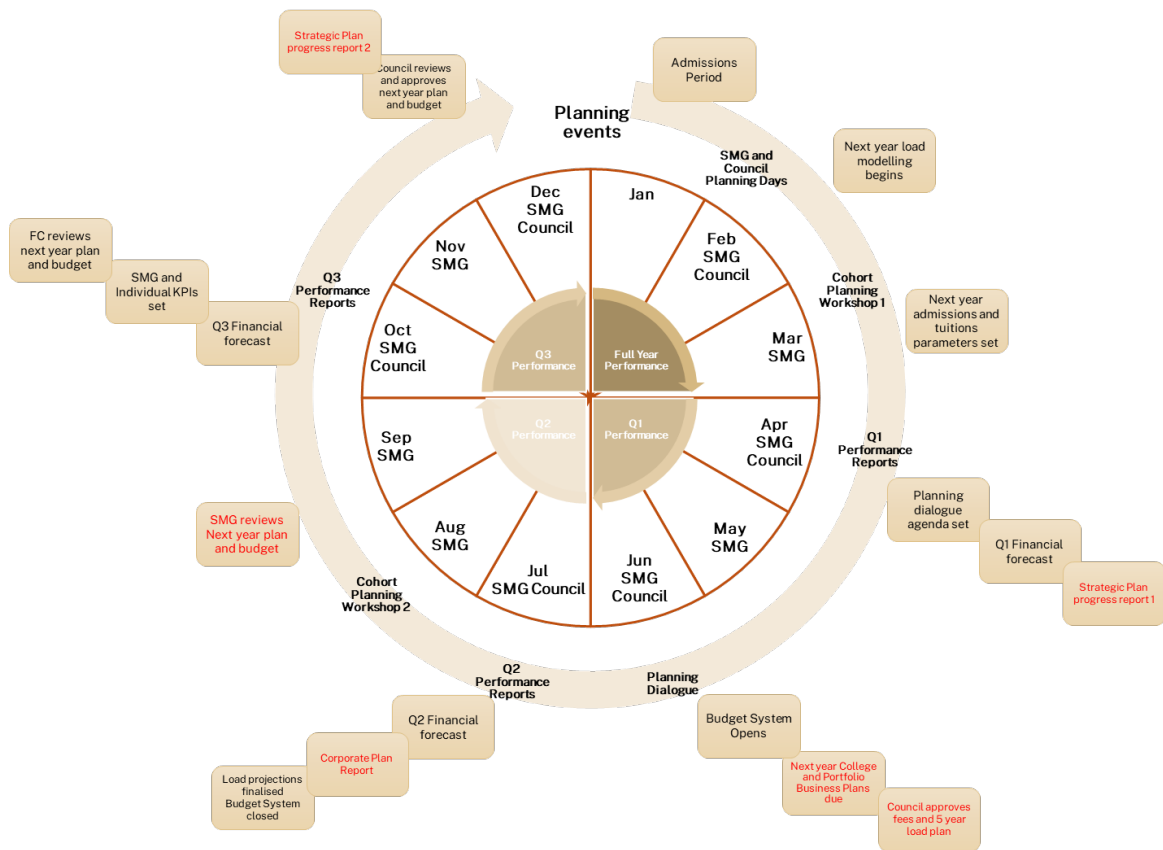 Planning
events
Admissions
Period
SMG and
Council
Planning Days
Next year load
modelling
begins
Cohort
Planning
Workshop 1
Next year
admissions and
tuitions
parameters set
Q1
Performance
Reports
Planning
dialogue
agenda set
Q1 Financial
forecast
Strategic Plan
progress report 1
Planning
Dialogue
Budget System
Opens
Next year College
and Portfolio
Business Plans
due
Council approves
fees and 5 year
load plan
Q2
Performance
Reports
Q2 Financial
forecast
Corporate Plan
Report
Load projections
finalised
Budget System
closed
Cohort
Planning
Workshop 2
SMG reviews
Next year plan
and budget
Q3
Performance
Reports
Q3 Financial
forecast
SMG and
Individual KPIs
set
FC reviews
next year plan
and budget
Council reviews
and approves
next year plan
and budget
Strategic Plan
progress report 2
Jan
Feb
SMG
Council
Mar
SMG
Apr
SMG
Council
May
SMG
Jun
SMG
Council
Jul
SMG Council
Aug
SMG
Sep
SMG
Oct
SMG
Council
Nov
SMG
Dec
SMG
Council
Full Year
Performance
Q1
Performance
Q2
Performance
Q3
Performance